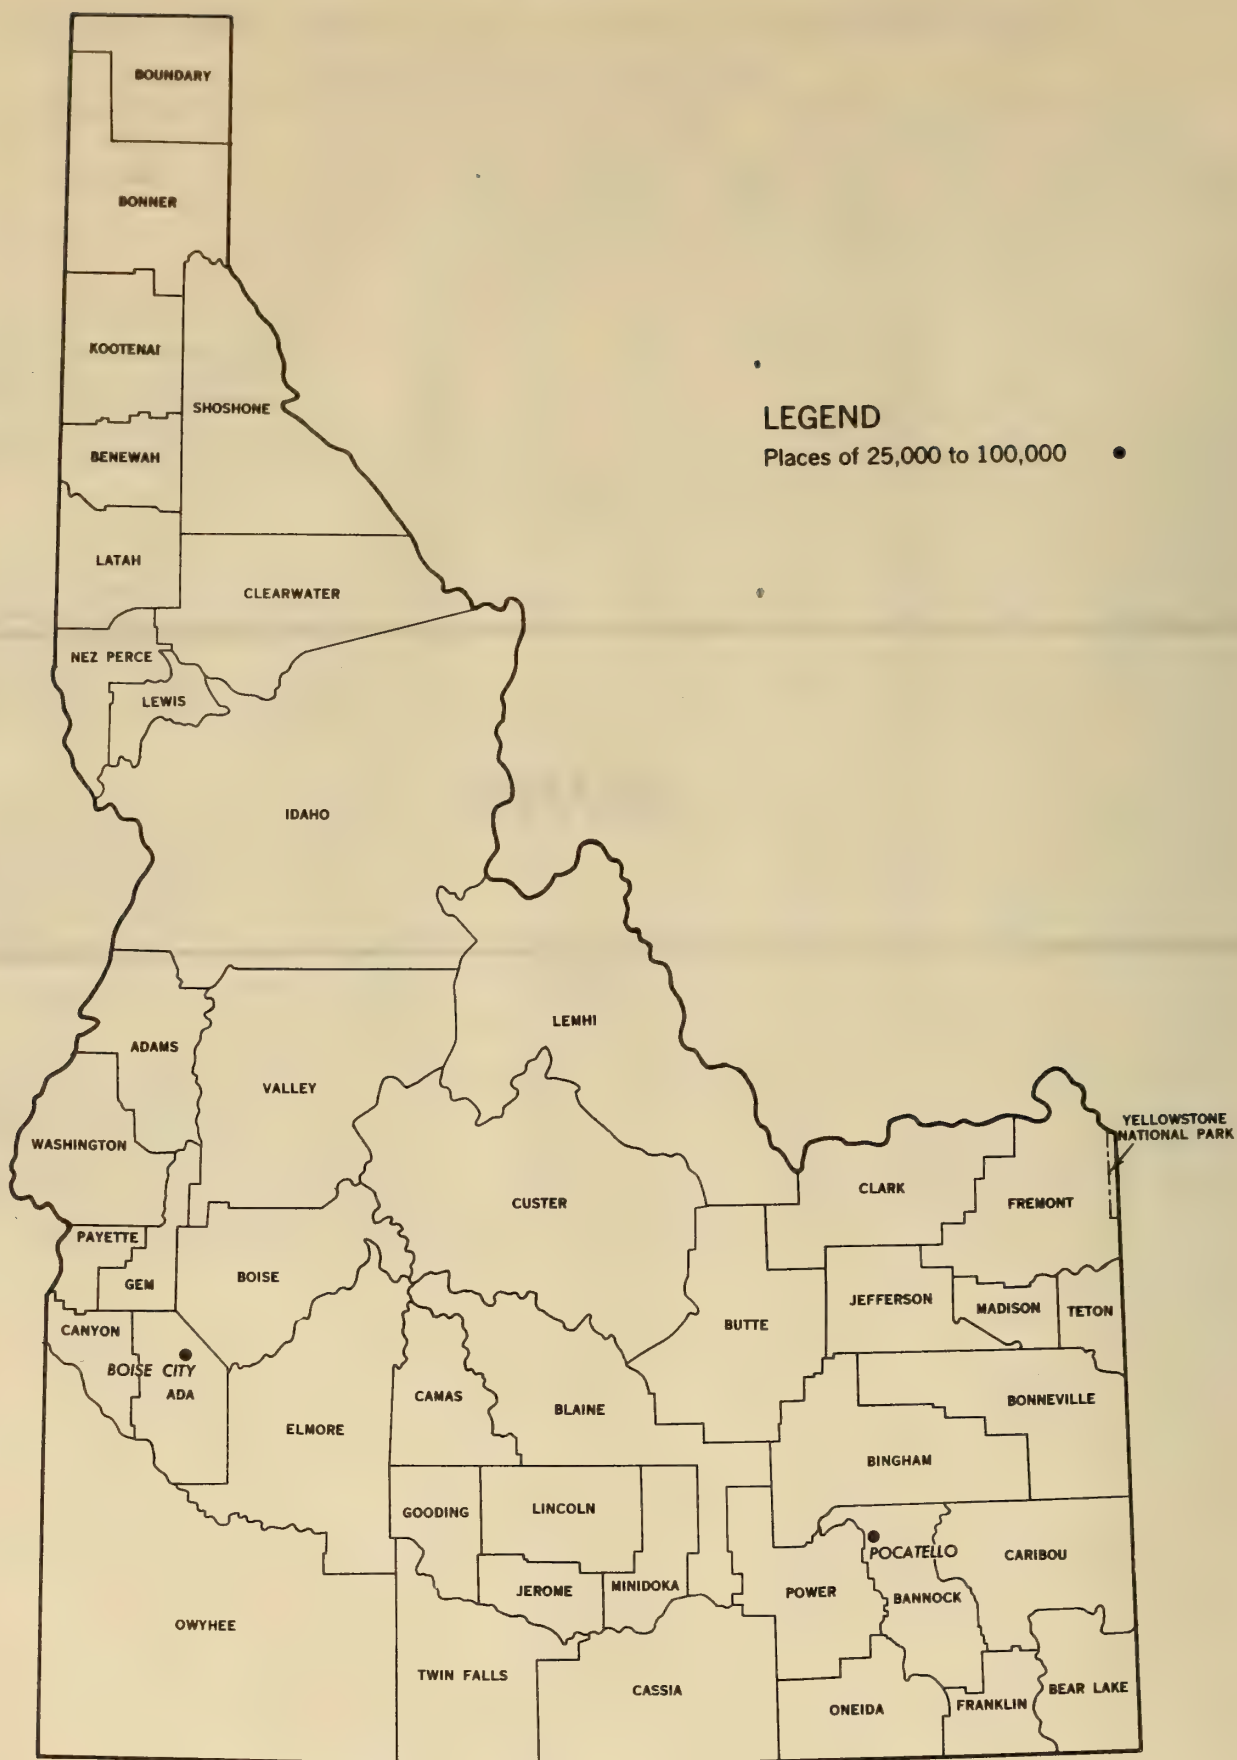 BOUNDARY
BONNER
KOOTENAI
SHOSHONE
LEGEND
Places of 25,000 to 100,000
BENEWAH
LATAH
CLEARWATER
NEZ PERCE
LEWIS
IDAHO
LEMHI
ADAMS
VALLEY
YELLOWSTONE
NATIONAL PARK
WASHINGTON
CLARK
CUSTER
FREMONT
PAYETTE
BOISE
GEM
JEFFERSON
MADISON
TETON
BUTTE
CANYON
BOISE CITY
ADA
CAMAS
BLAINE
BONNEVILLE
ELMORE
BINGHAM
GOODING
LINCOLN
POCATELLO
CARIBOU
JEROME
MINIDOKA
POWER
BANNOCK
OWYHEE
TWIN FALLS
CASSIA
BEAR LAKE
ONEIDA
FRANKLIN